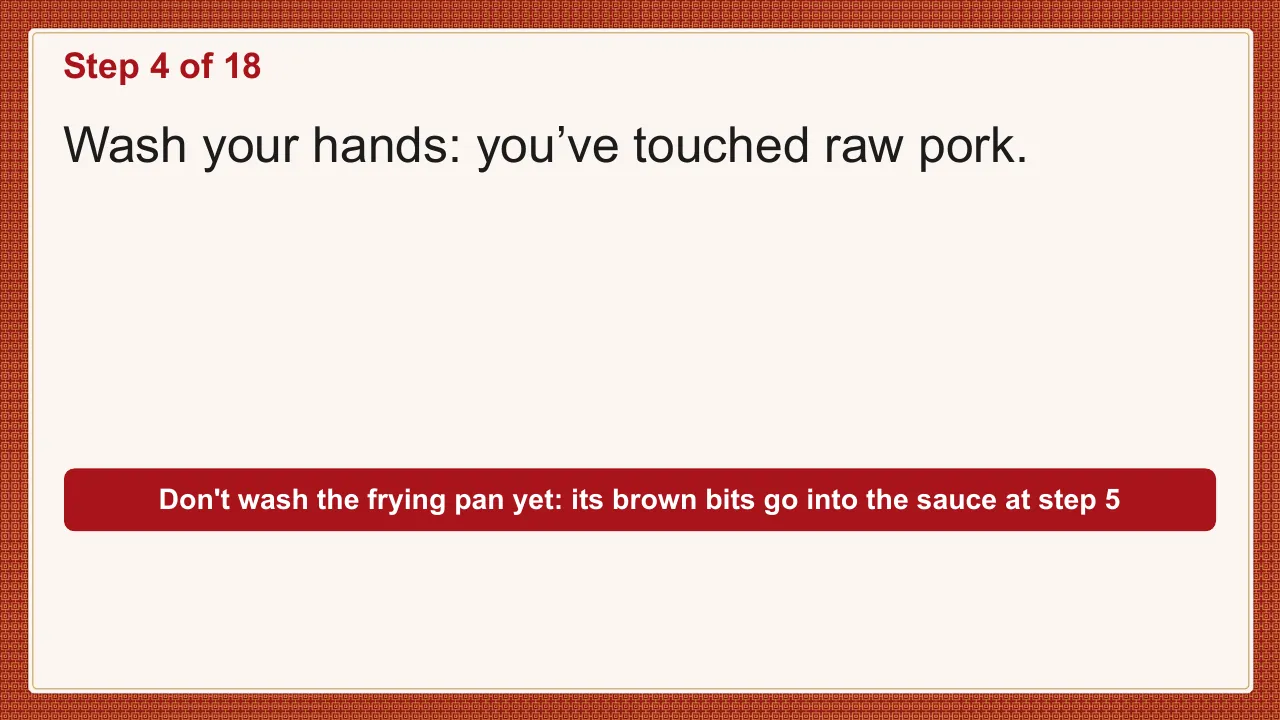 Step 4 of 18
Wash your hands: you’ve touched raw pork.
Don't wash the frying pan yet: its brown bits go into the sauce at step 5